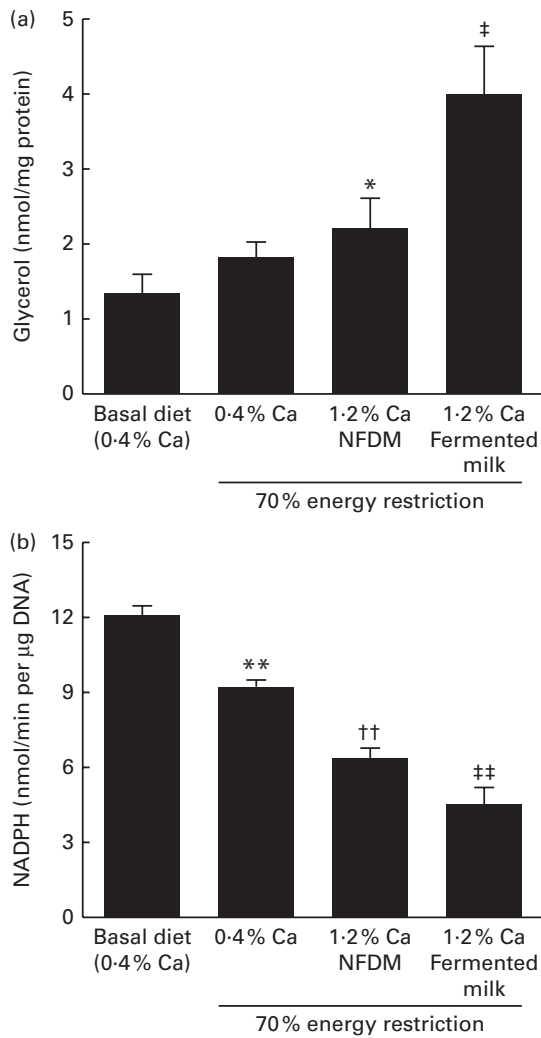 (a)
Glycerol (nmol/mg protein)
5
4
3
2
1
0
*
‡
Basal diet 0·4% Ca 1·2% Ca 1·2% Ca
(0·4% Ca) NFDM Fermented
milk
70% energy restriction
(b)
NADPH (nmol/min per µg DNA)
15
12
9
6
3
0
**
††
‡‡
Basal diet 0·4% Ca 1·2% Ca 1·2% Ca
(0·4% Ca) NFDM Fermented
milk
70% energy restriction